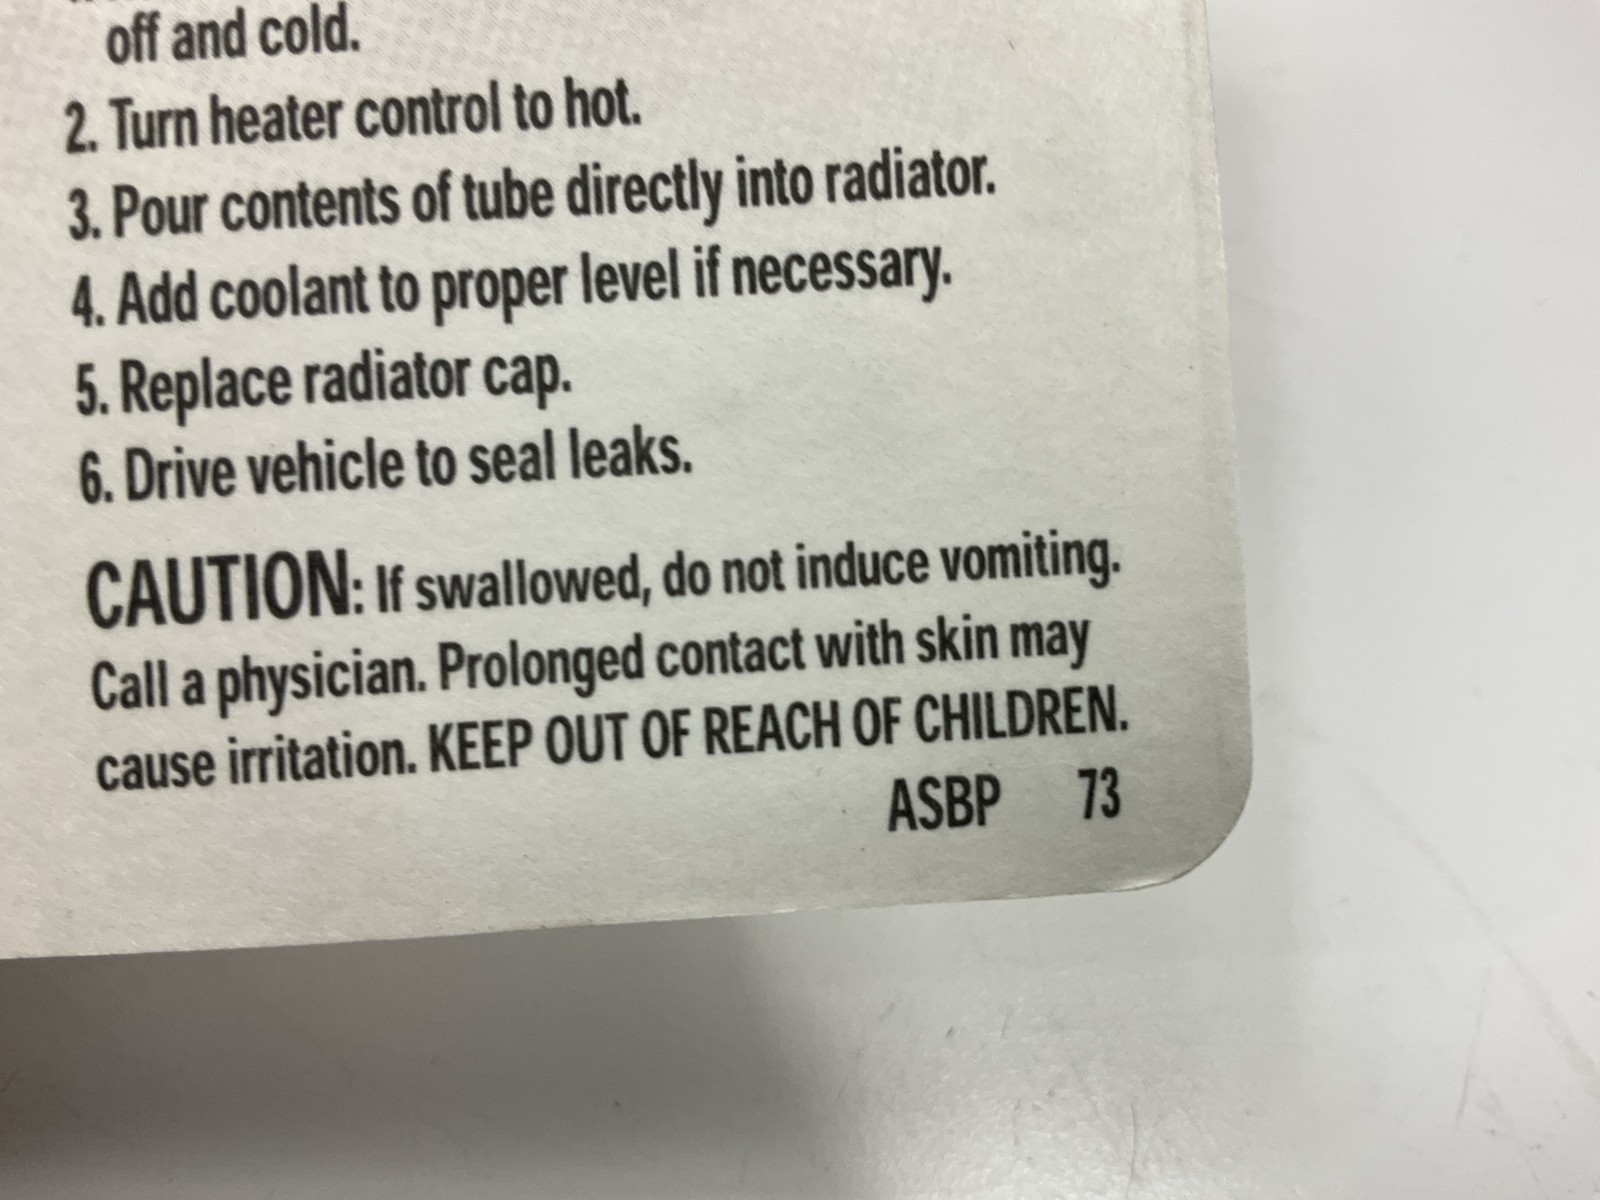 off and cold.
2. Turn heater control to hot.
3. Pour contents of tube directly into radiator.
4. Add coolant to proper level if necessary.
5. Replace radiator cap.
6. Drive vehicle to seal leaks.
CAUTION: If swallowed, do not induce vomiting.
Call a physician. Prolonged contact with skin may
cause irritation. KEEP OUT OF REACH OF CHILDREN.
ASBP 73